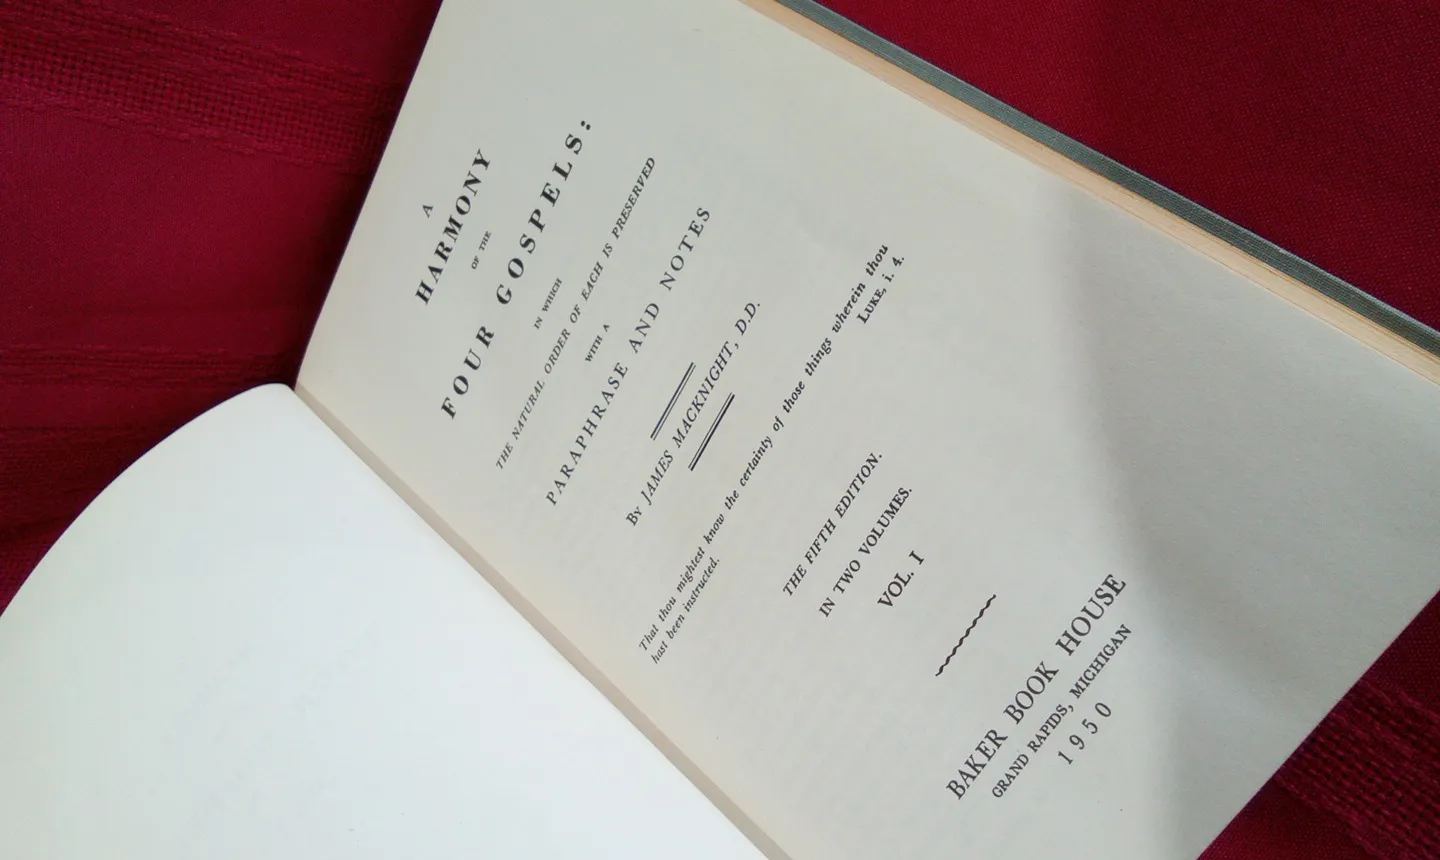 A
HARMONY
OF THE
FOUR GOSPELS:
IN WHICH
THE NATURAL ORDER OF EACH IS PRESERVED
WITH A
PARAPHRASE AND NOTES
By JAMES MACKNIGHT, D.D.
That thou mightest know the certainty of those things wherein thou
hast been instructed.
LUKE, i. 4.
THE FIFTH EDITION.
IN TWO VOLUMES.
VOL. I
BAKER BOOK HOUSE
GRAND RAPIDS, MICHIGAN
1950